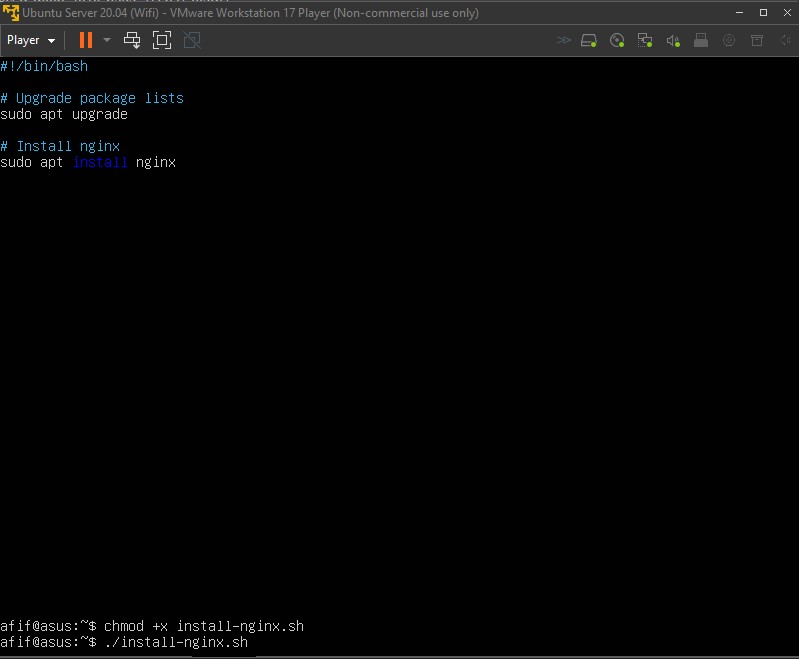 Ubuntu Server 20.04 (Wifi) - VMware Workstation 17 Player (Non-commercial use only)
Player
#!/bin/bash
# Upgrade package lists
sudo apt upgrade
# Install nginx
sudo apt install nginx
afif@asus:~$ chmod +x install-nginx.sh
afif@asus:~$ ./install-nginx.sh